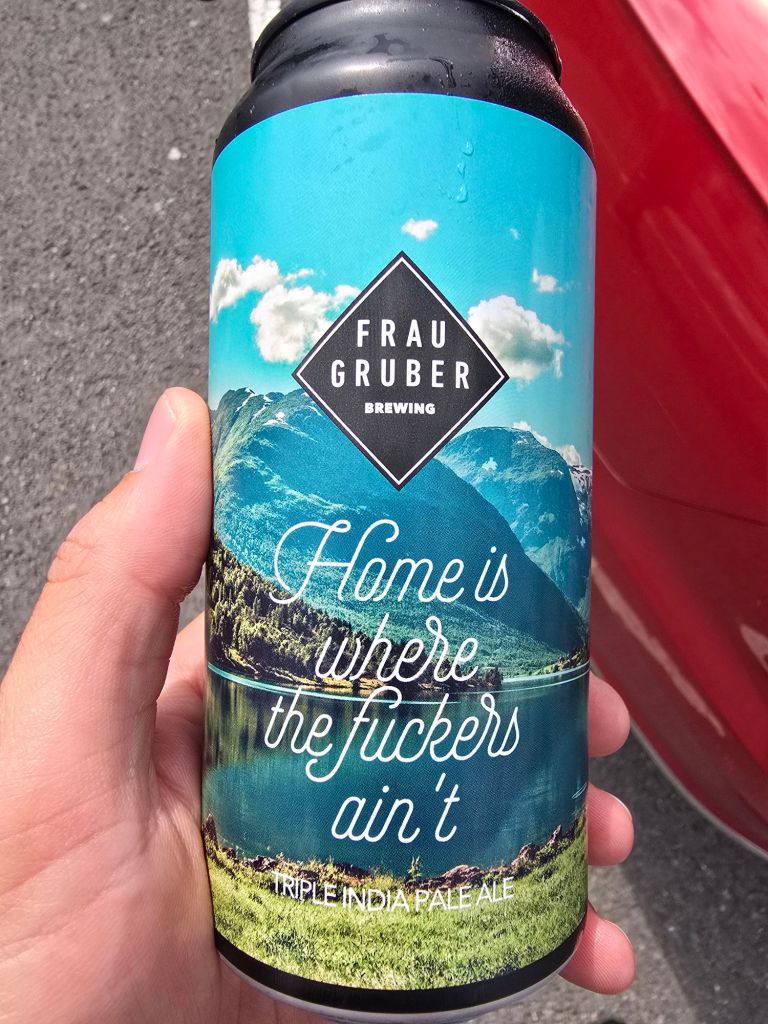 FRAU
GRUBER
BREWING
Home is
where
the fuckers
ain't
TRIPLE INDIA PALE ALE